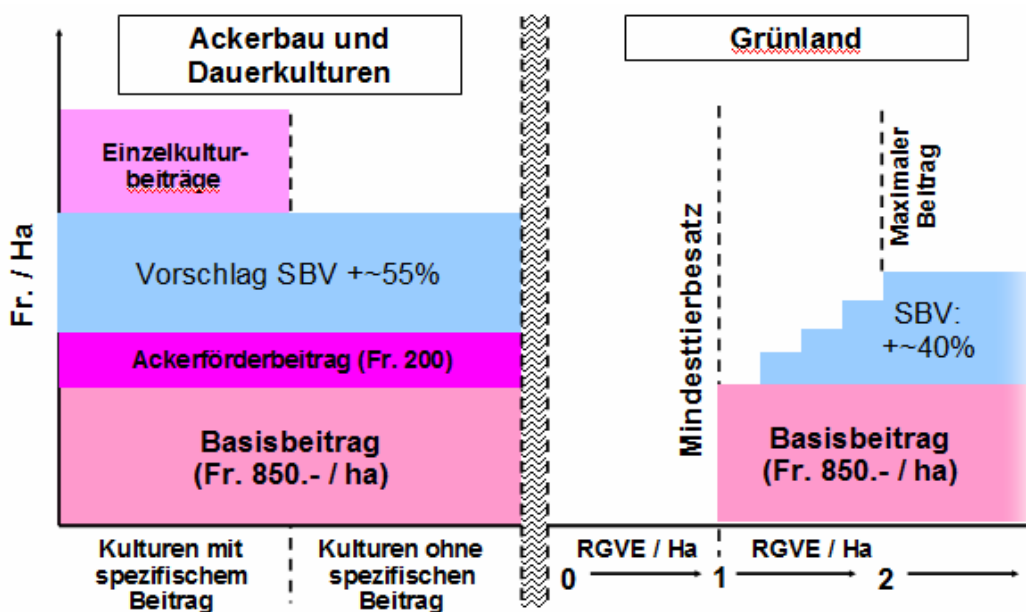 Ackerbau und
Dauerkulturen
Grünland
Fr. / Ha
Einzelkultur-
beiträge
Vorschlag SBV +~55%
Ackerförderbeitrag (Fr. 200)
Basisbeitrag
(Fr. 850.- / ha)
Mindesttierbesatz
Maximaler
Beitrag
SBV:
+~40%
Basisbeitrag
(Fr. 850.- / ha)
Kulturen mit
spezifischem
Beitrag
Kulturen ohne
spezifischen
Beitrag
RGVE / Ha
RGVE / Ha
0 1 2